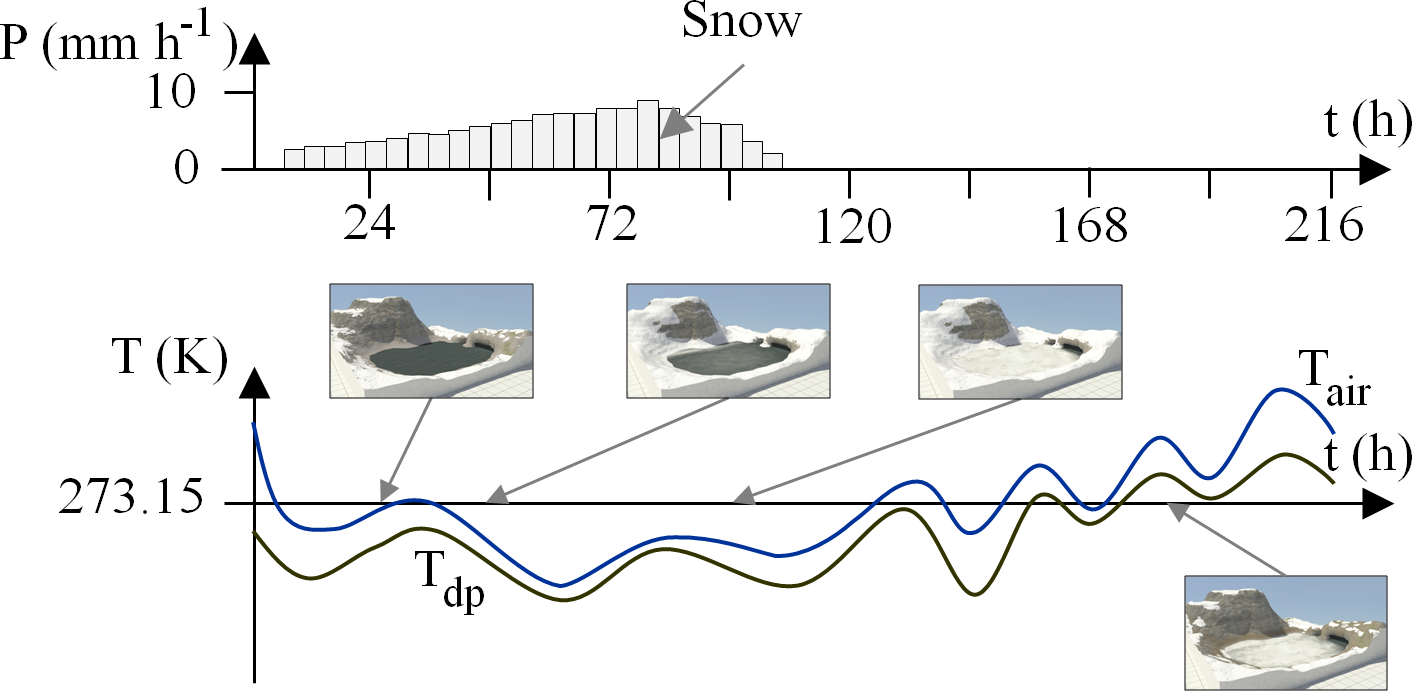 Snow
P (mm h-1)
10
0
t (h)
24 72 120 168 216
T (K)
Tair
t (h)
273.15
Tdp